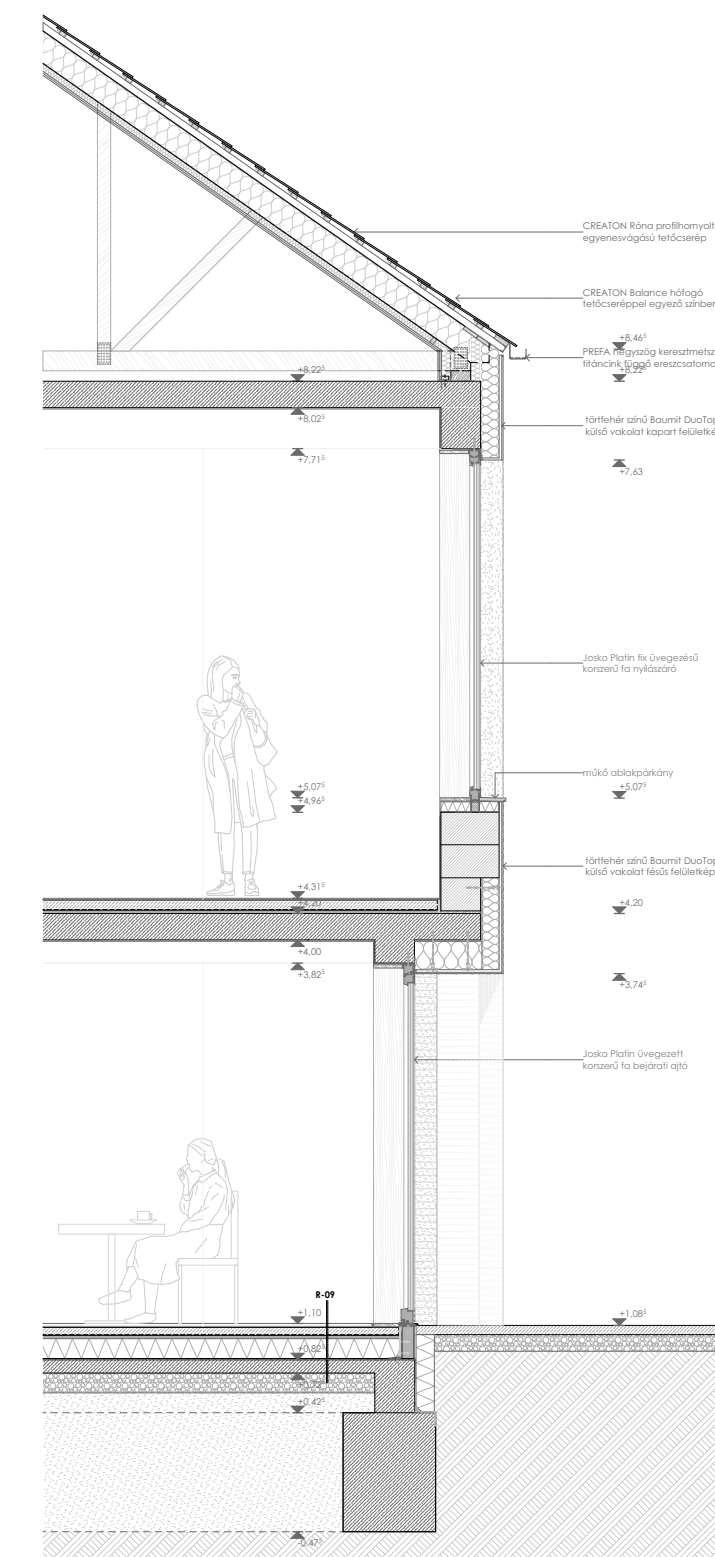 CREATON Róna profilhornyolt
egyenesvágású tetőcserép
CREATON Balance hófogó
tetőcseréppel egyező színben
+8,46⁵
PREFA négyszög keresztmetsz
titáncink függő ereszcsatorna
+8,22⁵
+8,22⁵
+8,02⁵
törtfehér színű Baumit DuoTop
külső vakolat kapart felületké
+7,71⁵
+7,63
Josko Platin fix üvegezésű
korszerű fa nyílászáró
műkő ablakpárkány
+5,07⁵
+5,07⁵
+4,96⁵
törtfehér színű Baumit DuoTop
külső vakolat fésűs felületkép
+4,31⁵
+4,20
+4,20
+4,00
+3,82⁵
+3,74⁵
Josko Platin üvegezett
korszerű fa bejárati ajtó
R-09
+1,10
+1,08⁵
+0,82⁵
+0,42⁵
-0,47⁵